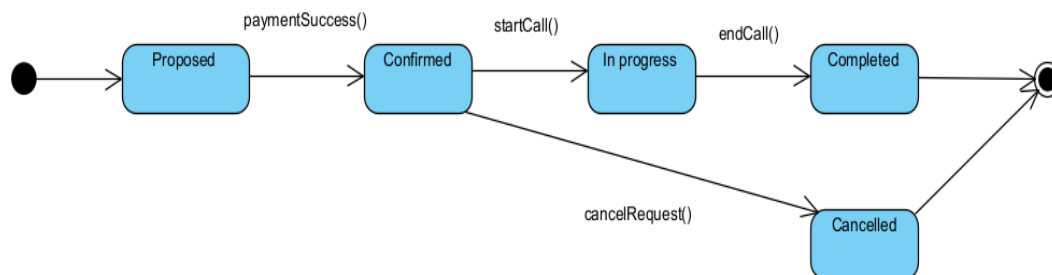 paymentSuccess()
startCall()
endCall()
Proposed
Confirmed
In progress
Completed
cancelRequest()
Cancelled